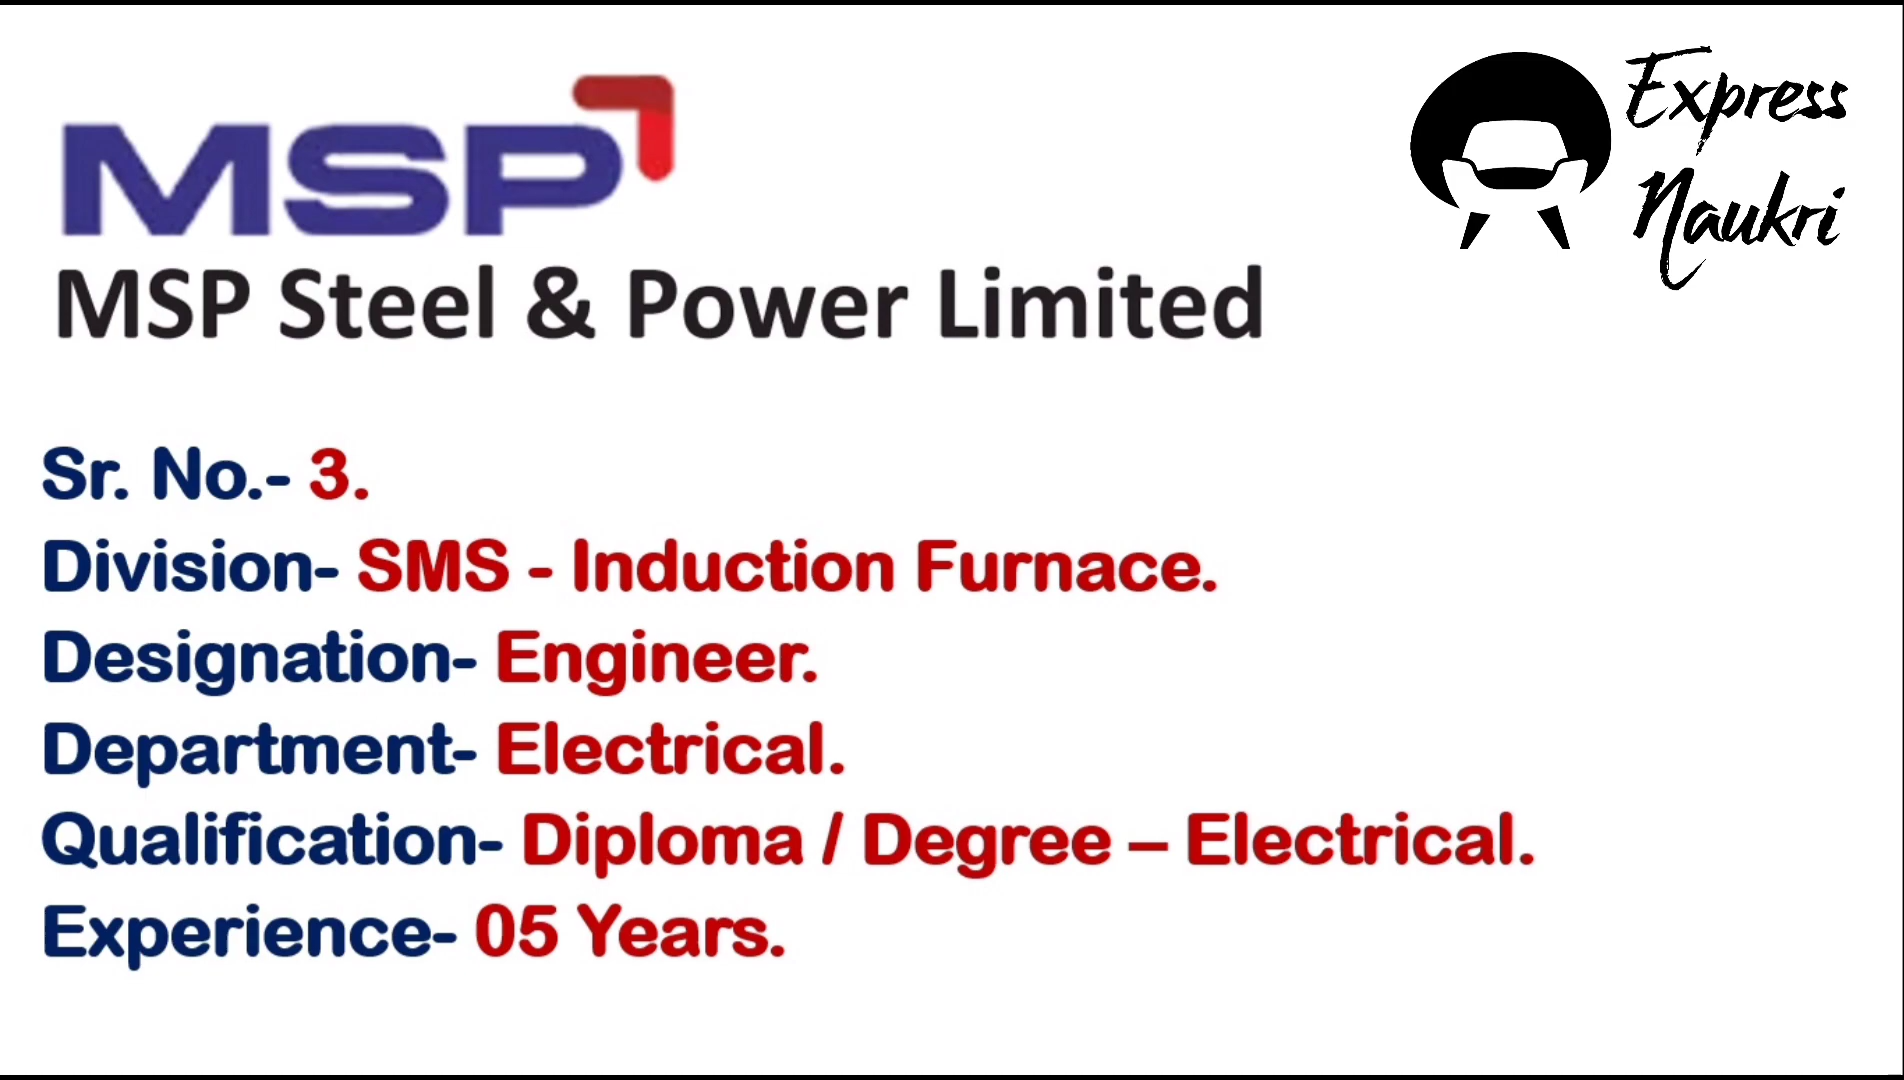 MSP
MSP Steel & Power Limited
Express
Naukri
Sr. No.- 3.
Division- SMS - Induction Furnace.
Designation- Engineer.
Department- Electrical.
Qualification- Diploma / Degree – Electrical.
Experience- 05 Years.